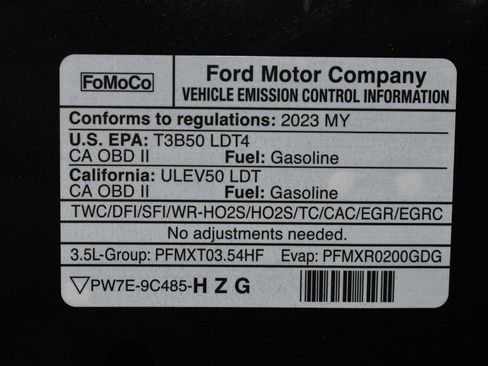 FoMoCo
Ford Motor Company
VEHICLE EMISSION CONTROL INFORMATION
Conforms to regulations: 2023 MY
U.S. EPA: T3B50 LDT4
CA OBD II Fuel: Gasoline
California: ULEV50 LDT
CA OBD II Fuel: Gasoline
TWC/DFI/SFI/WR-HO2S/HO2S/TC/CAC/EGR/EGRC
No adjustments needed.
3.5L-Group: PFMXT03.54HF Evap: PFMXR0200GDG
PW7E-9C485-H Z G